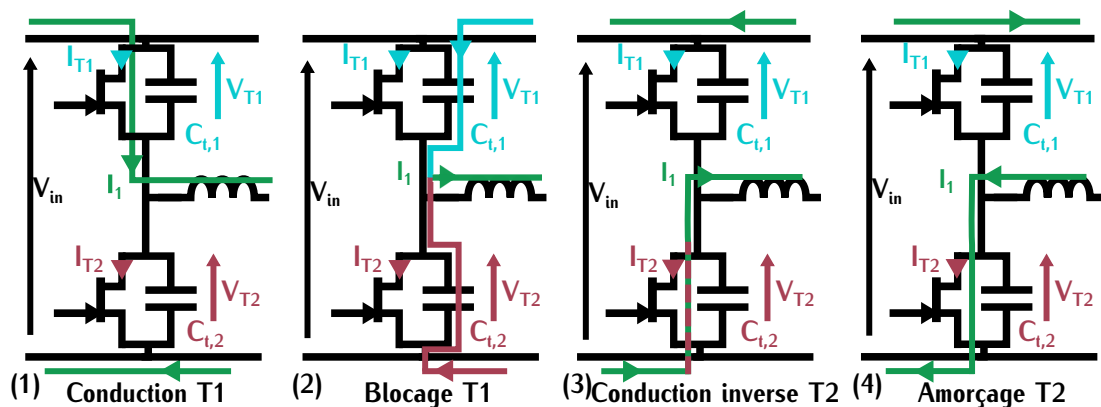 I_T1
V_T1
C_t,1
I_1
V_in
I_T2
V_T2
C_t,2
(1) Conduction T1
I_T1
V_T1
C_t,1
I_1
V_in
I_T2
V_T2
C_t,2
(2) Blocage T1
I_T1
V_T1
C_t,1
I_1
V_in
I_T2
V_T2
C_t,2
(3) Conduction inverse T2
I_T1
V_T1
C_t,1
I_1
V_in
I_T2
V_T2
C_t,2
(4) Amorçage T2